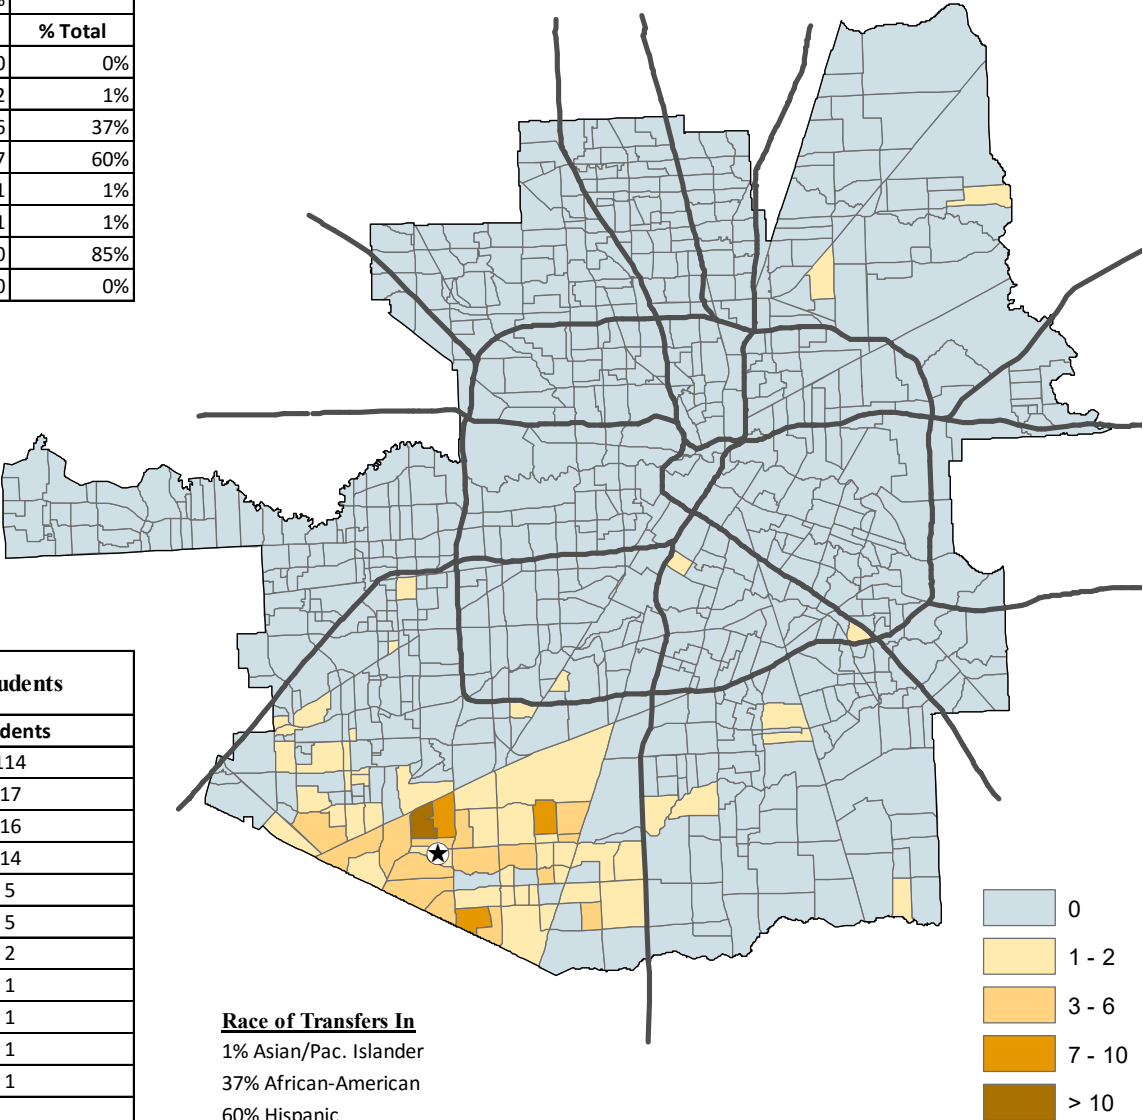 % Total
0%
1%
37%
60%
1%
1%
85%
0%
dents
114
17
16
14
5
5
2
1
1
1
1
Race of Transfers In
1% Asian/Pac. Islander
37% African-American
60% Hispanic
0
1 - 2
3 - 6
7 - 10
> 10